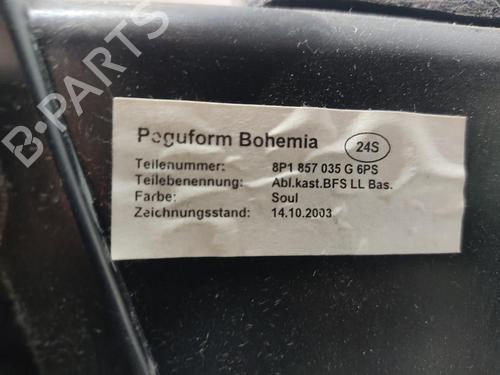 Peguform Bohemia 24S
Teilenummer: 8P1 857 035 G 6PS
Teilebenennung: Abl.kast.BFS LL Bas.
Farbe: Soul
Zeichnungsstand: 14.10.2003
B-PARTS